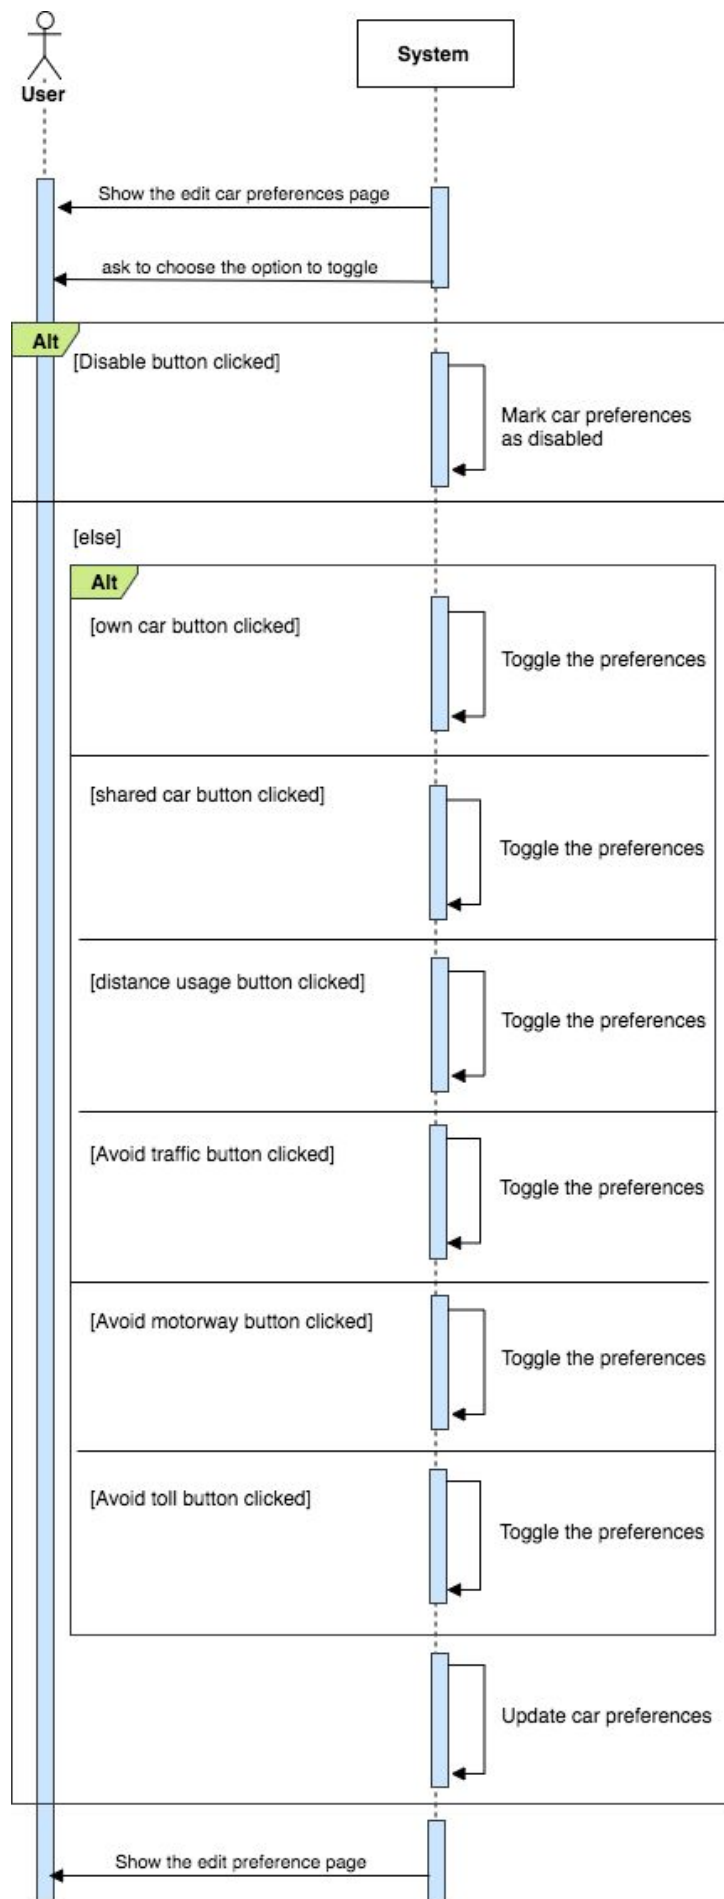 System
User
Show the edit car preferences page
ask to choose the option to toggle
Alt
[Disable button clicked]
Mark car preferences
as disabled
[else]
Alt
[own car button clicked]
Toggle the preferences
[shared car button clicked]
Toggle the preferences
[distance usage button clicked]
Toggle the preferences
[Avoid traffic button clicked]
Toggle the preferences
[Avoid motorway button clicked]
Toggle the preferences
[Avoid toll button clicked]
Toggle the preferences
Update car preferences
Show the edit preference page